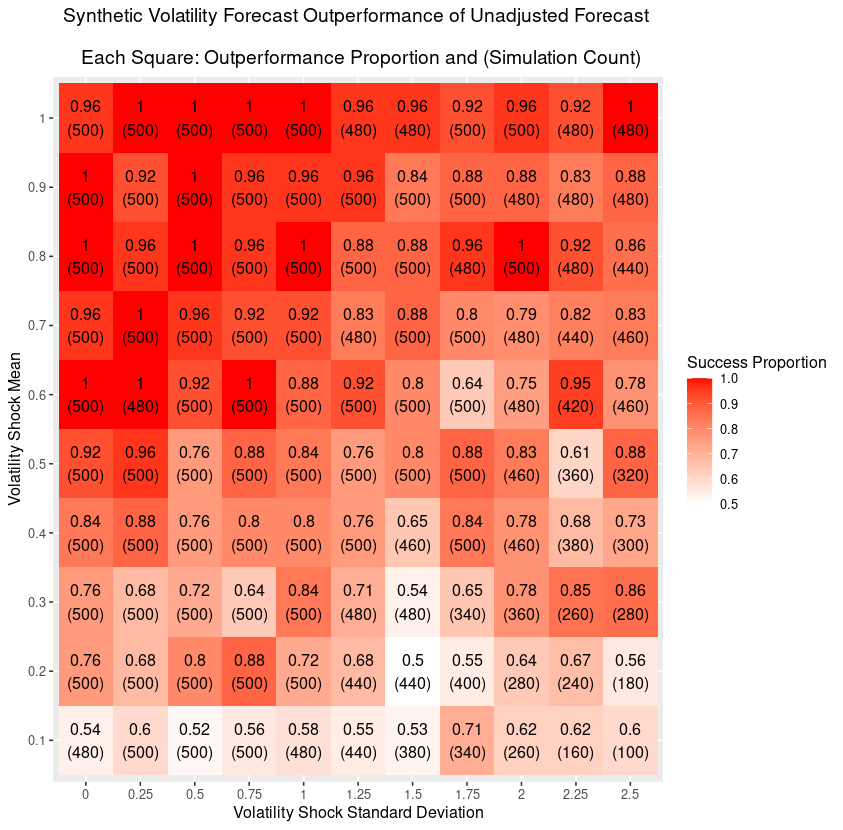 Synthetic Volatility Forecast Outperformance of Unadjusted Forecast
Each Square: Outperformance Proportion and (Simulation Count)
Volatility Shock Mean
1
0.96 1 1 1 1 0.96 0.96 0.92 0.96 0.92 1
(500) (500) (500) (500) (500) (480) (480) (500) (500) (480) (480)
0.9
1 0.92 1 0.96 0.96 0.96 0.84 0.88 0.88 0.83 0.88
(500) (500) (500) (500) (500) (500) (500) (500) (480) (480) (480)
0.8
1 0.96 1 0.96 1 0.88 0.88 0.96 1 0.92 0.86
(500) (500) (500) (500) (500) (500) (500) (480) (500) (480) (440)
0.7
0.96 1 0.96 0.92 0.92 0.83 0.88 0.8 0.79 0.82 0.83
(500) (500) (500) (500) (500) (480) (500) (500) (480) (440) (460)
0.6
1 1 0.92 1 0.88 0.92 0.8 0.64 0.75 0.95 0.78
(500) (480) (500) (500) (500) (500) (500) (500) (480) (420) (460)
0.5
0.92 0.96 0.76 0.88 0.84 0.76 0.8 0.88 0.83 0.61 0.88
(500) (500) (500) (500) (500) (500) (500) (500) (460) (360) (320)
0.4
0.84 0.88 0.76 0.8 0.8 0.76 0.65 0.84 0.78 0.68 0.73
(500) (500) (500) (500) (500) (500) (460) (500) (460) (380) (300)
0.3
0.76 0.68 0.72 0.64 0.84 0.71 0.54 0.65 0.78 0.85 0.86
(500) (500) (500) (500) (500) (480) (480) (340) (360) (260) (280)
0.2
0.76 0.68 0.8 0.88 0.72 0.68 0.5 0.55 0.64 0.67 0.56
(500) (500) (500) (500) (500) (440) (440) (400) (280) (240) (180)
0.1
0.54 0.6 0.52 0.56 0.58 0.55 0.53 0.71 0.62 0.62 0.6
(480) (500) (500) (500) (480) (440) (380) (340) (260) (160) (100)
0 0.25 0.5 0.75 1 1.25 1.5 1.75 2 2.25 2.5
Volatility Shock Standard Deviation
Success Proportion
1.0
0.9
0.8
0.7
0.6
0.5